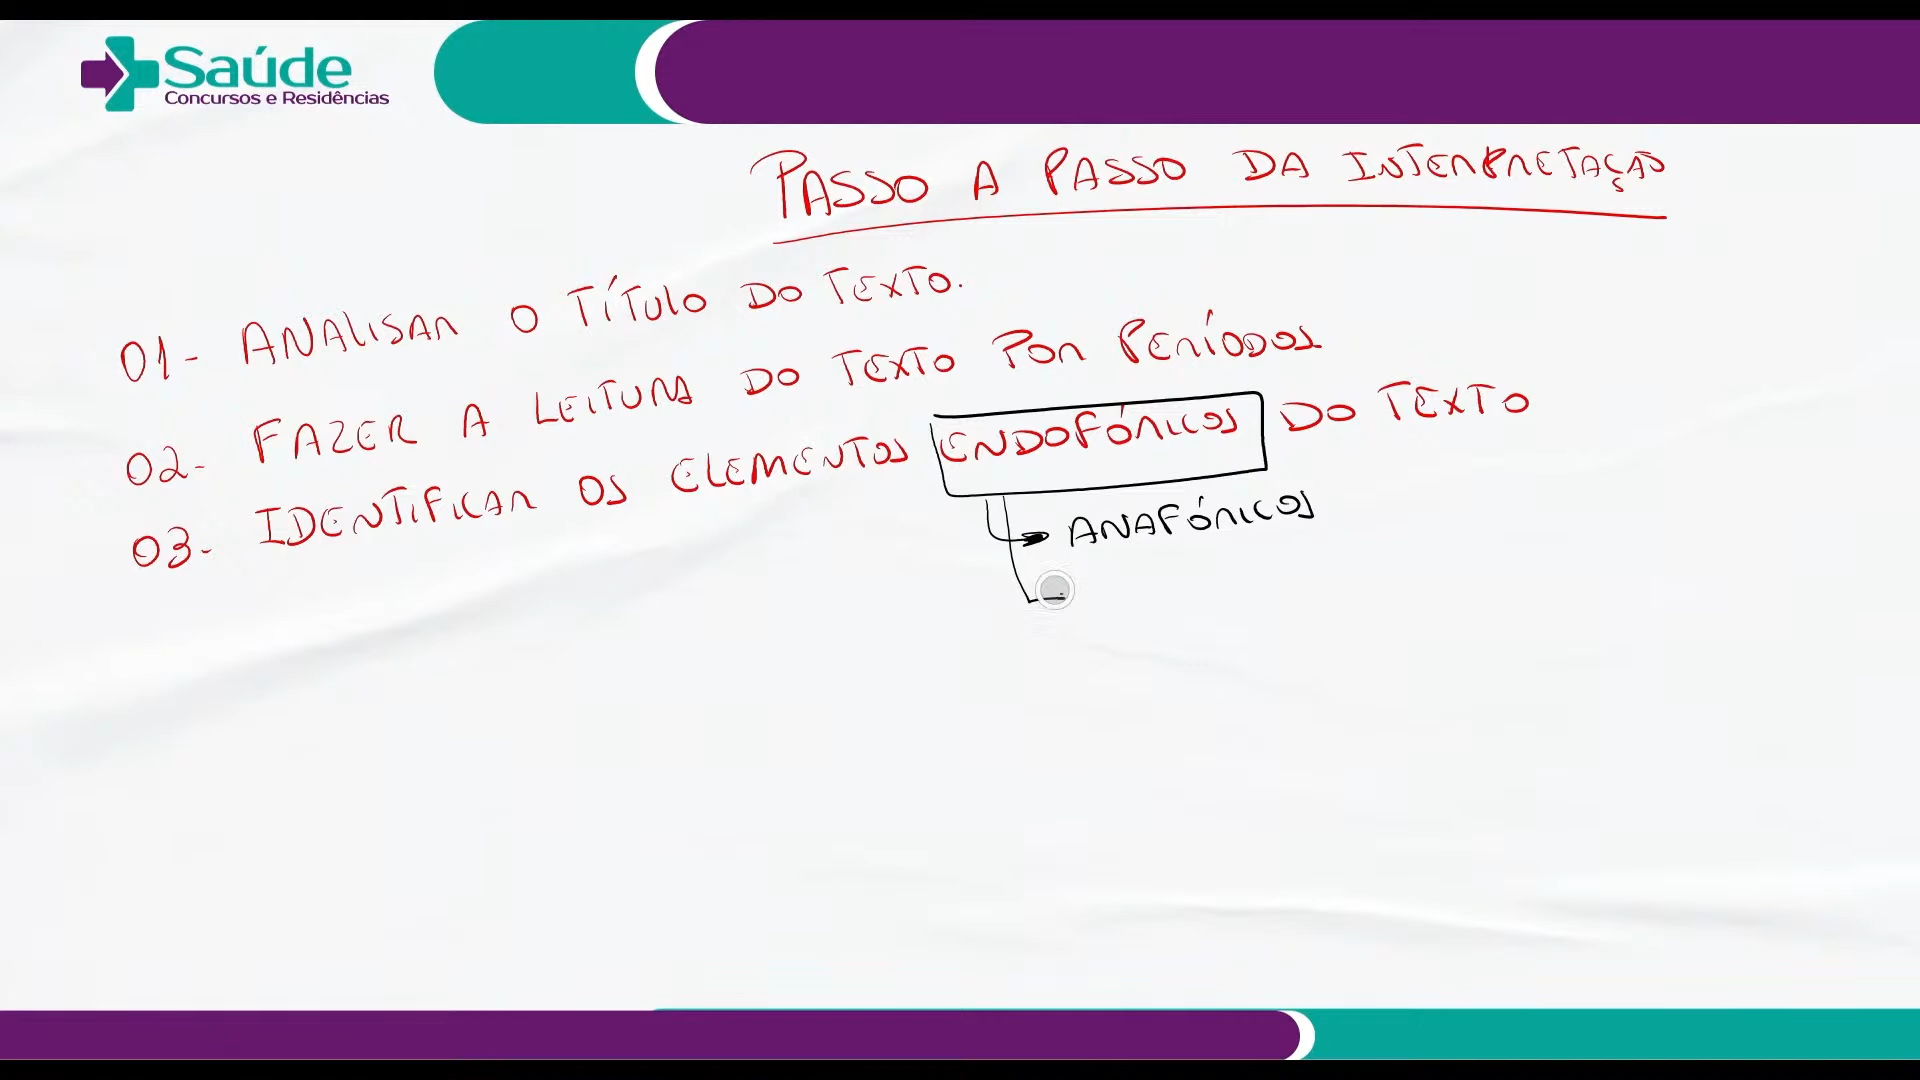 Saúde
Concursos e Residências
PASSO A PASSO DA INTERPRETAÇÃO
01- ANALISAR O TÍTULO DO TEXTO.
02- FAZER A LEITURA DO TEXTO POR PERÍODOS
03- IDENTIFICAR OS ELEMENTOS ENDOFÓRICOS DO TEXTO
ANAFÓRICOS